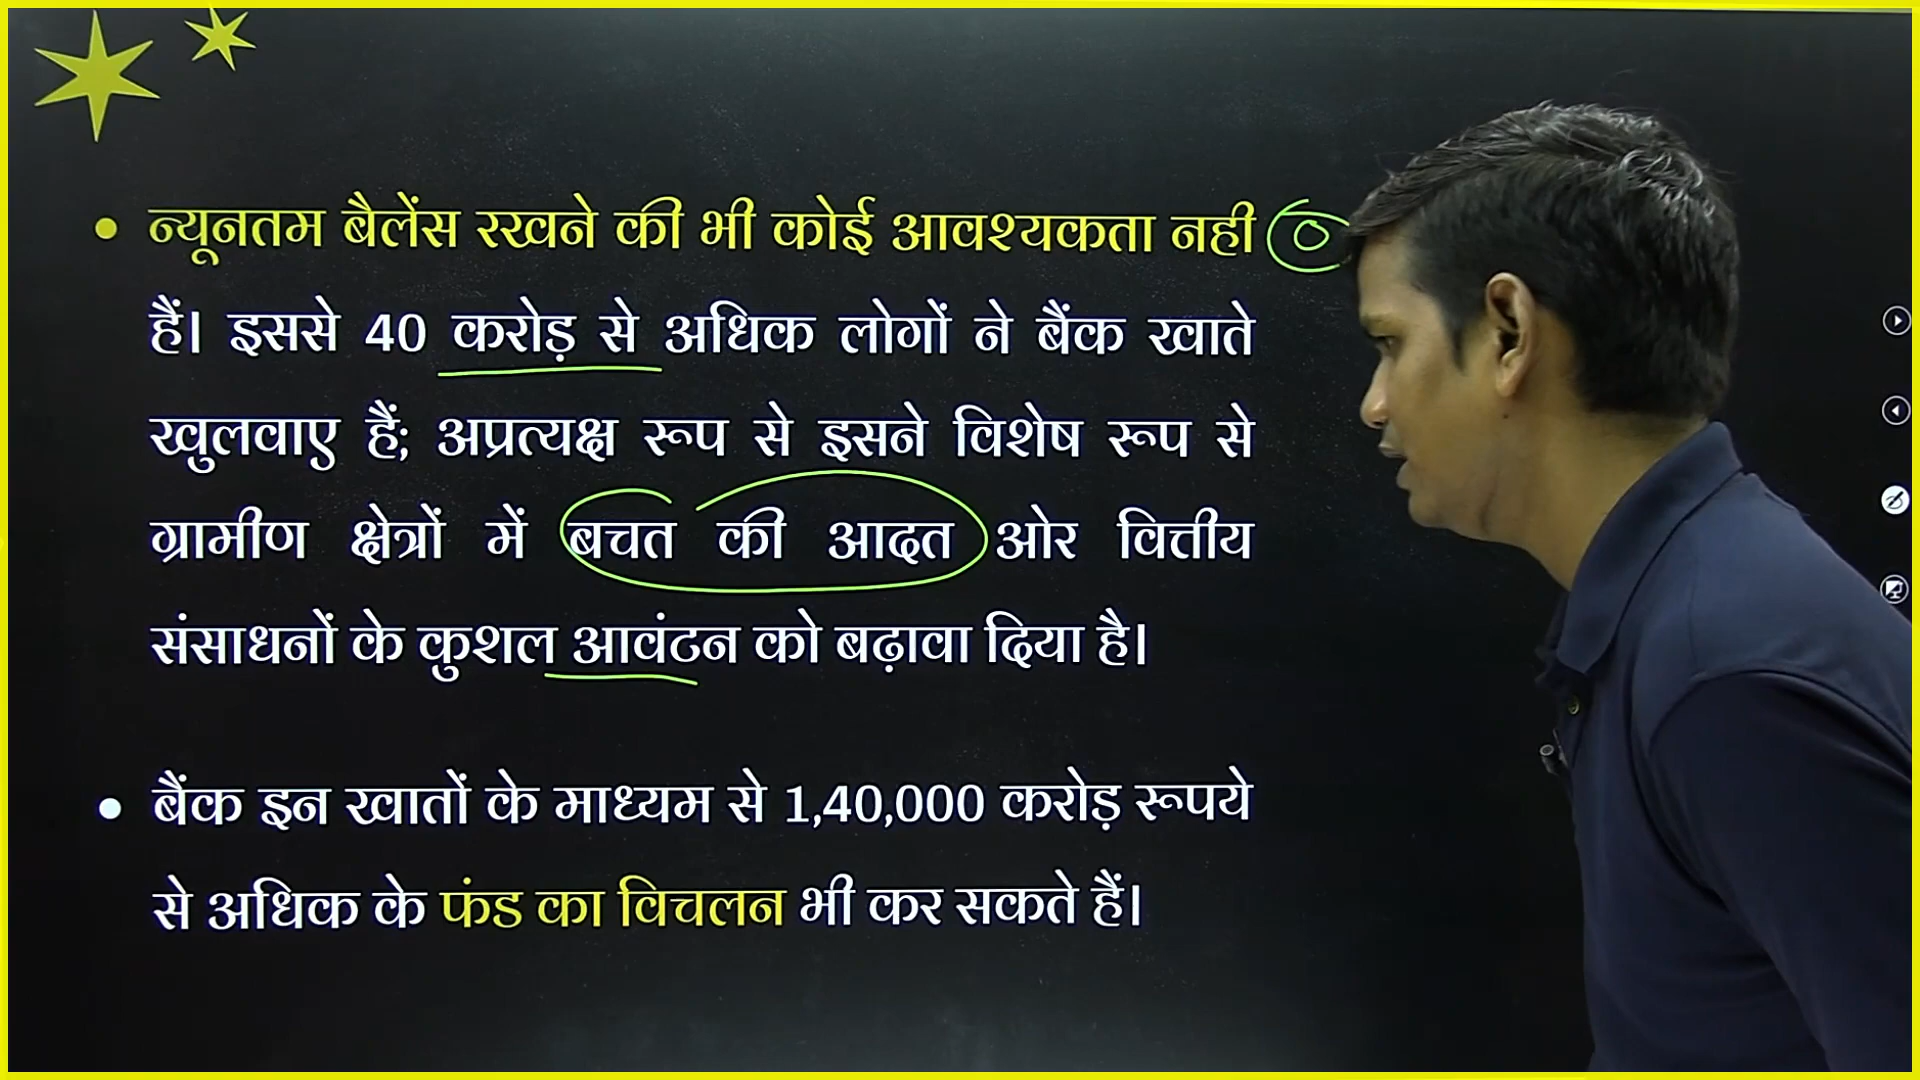 • न्यूनतम बैलेंस रखने की भी कोई आवश्यकता नही 0
हैं। इससे 40 करोड़ से अधिक लोगों ने बैंक खाते
खुलवाए हैं; अप्रत्यक्ष रूप से इसने विशेष रूप से
ग्रामीण क्षेत्रों में बचत की आदत ओर वित्तीय
संसाधनों के कुशल आवंटन को बढ़ावा दिया है।
• बैंक इन खातों के माध्यम से 1,40,000 करोड़ रूपये
से अधिक के फंड का विचलन भी कर सकते हैं।